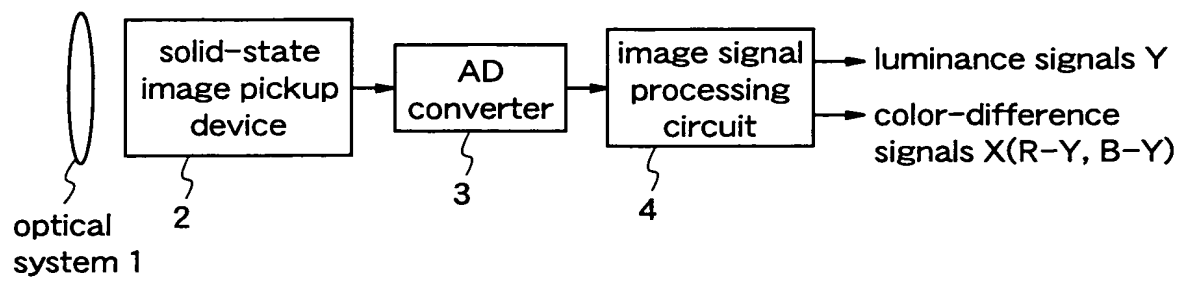 solid-state
image pickup
device
AD
converter
image signal
processing
circuit
luminance signals Y
color-difference
signals X(R-Y, B-Y)
2
3
4
optical
system 1